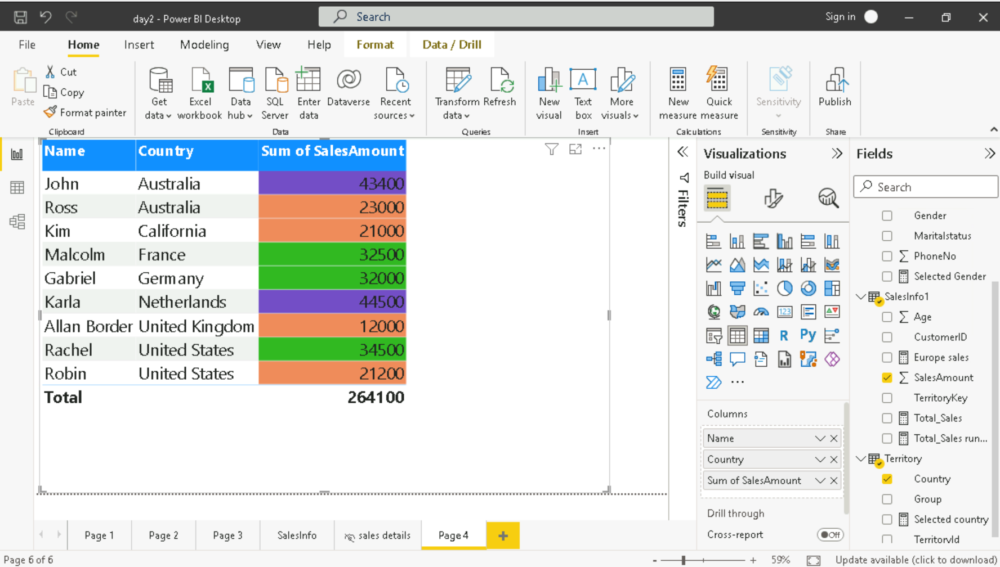 day2 - Power BI Desktop
Search
Sign in
File Home Insert Modeling View Help Format Data / Drill
Paste
Cut
Copy
Format painter
Clipboard
Get data
Excel workbook
Data hub
SQL Server
Enter data
Dataverse
Recent sources
Data
Transform data
Refresh
Queries
New visual
Text box
More visuals
Insert
New measure
Quick measure
Calculations
Sensitivity
Sensitivity
Publish
Share
Name Country Sum of SalesAmount
John Australia 43400
Ross Australia 23000
Kim California 21000
Malcolm France 32500
Gabriel Germany 32000
Karla Netherlands 44500
Allan Border United Kingdom 12000
Rachel United States 34500
Robin United States 21200
Total 264100
Filters
Visualizations
Build visual
123
R Py
Columns
Name
Country
Sum of SalesAmount
Drill through
Cross-report Off
Fields
Search
Gender
Maritalstatus
PhoneNo
Selected Gender
SalesInfo1
Age
CustomerID
Europe sales
SalesAmount
TerritoryKey
Total_Sales
Total_Sales run...
Territory
Country
Group
Selected country
TerritoryId
Page 1 Page 2 Page 3 SalesInfo sales details Page 4
Page 6 of 6
- + 59% Update available (click to download)